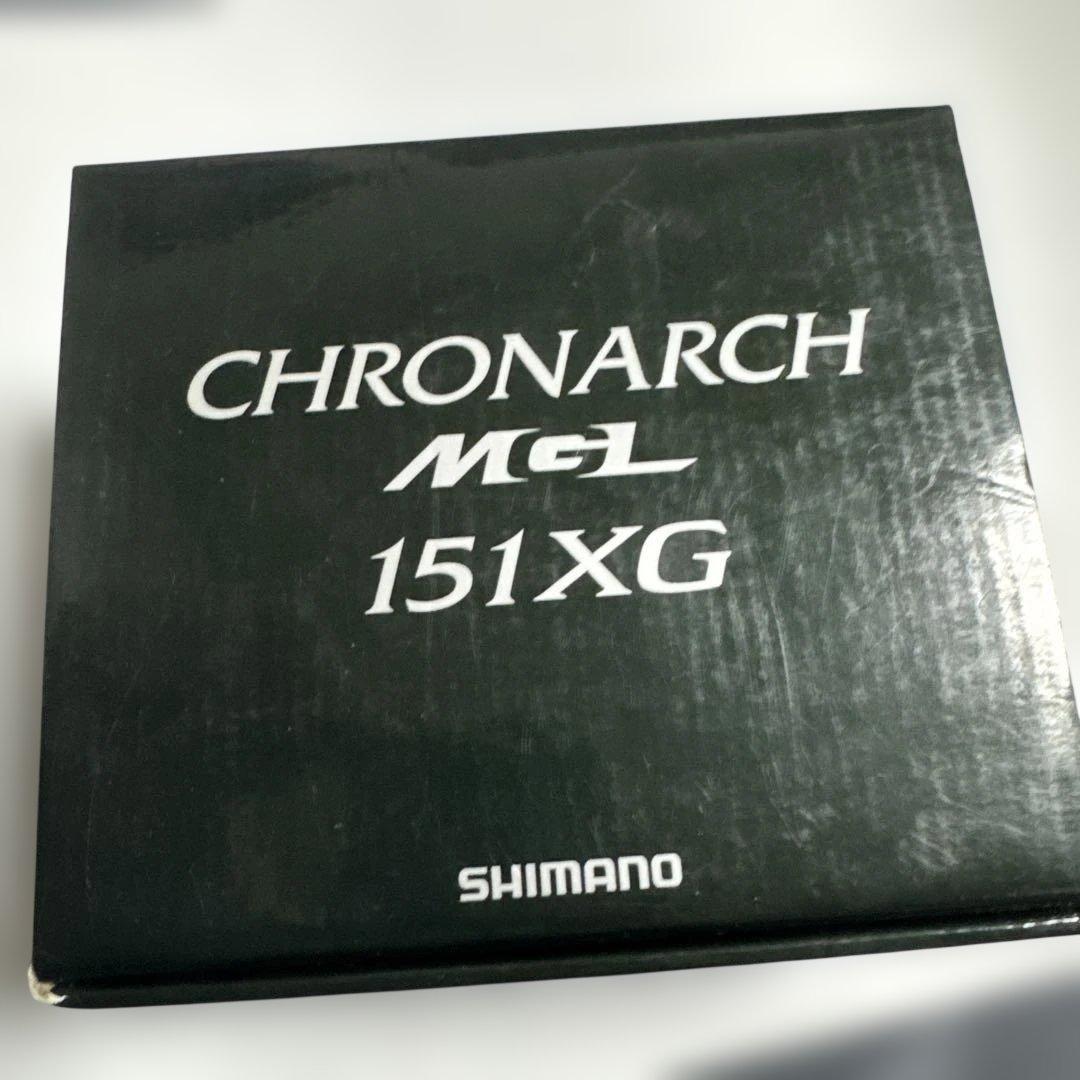 CHRONARCH
MGL
151XG
SHIMANO